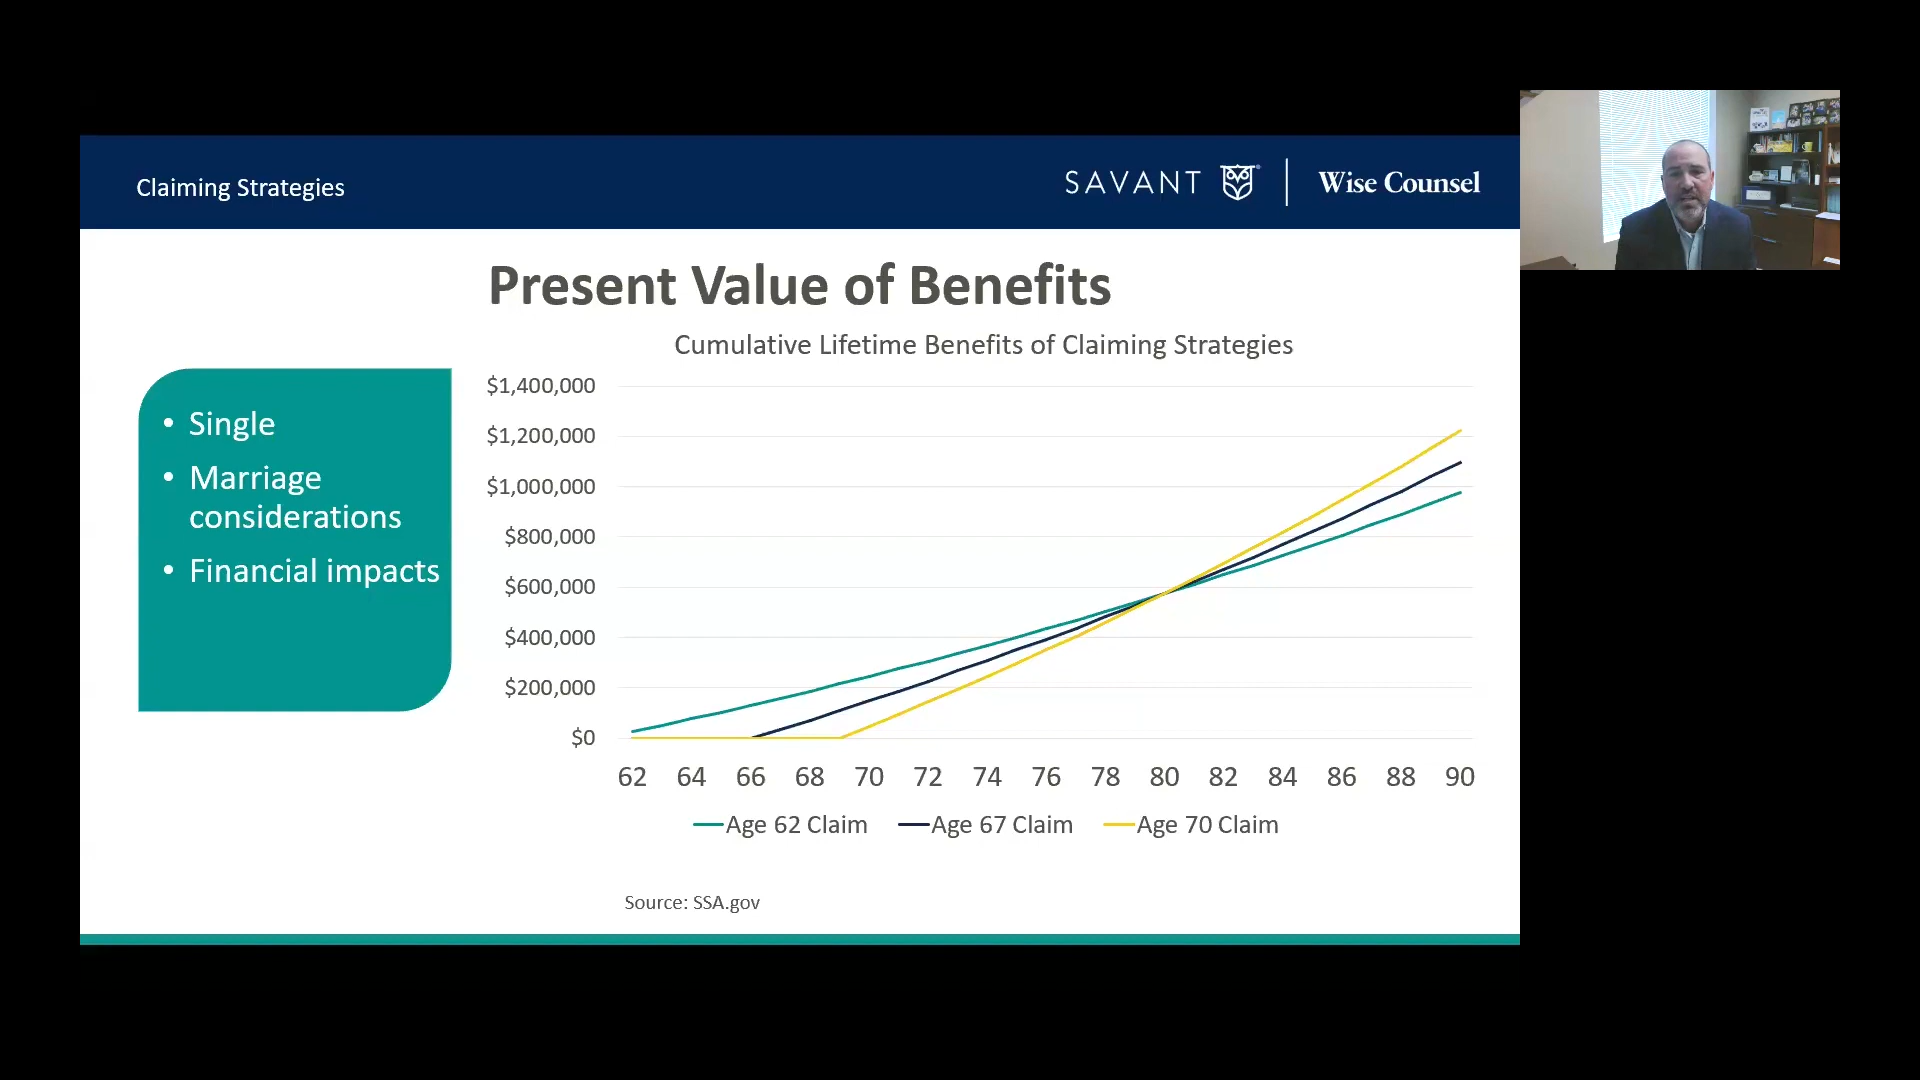 Claiming Strategies
SAVANT
Wise Counsel
Present Value of Benefits
Cumulative Lifetime Benefits of Claiming Strategies
• Single
• Marriage
considerations
• Financial impacts
$1,400,000
$1,200,000
$1,000,000
$800,000
$600,000
$400,000
$200,000
$0
62 64 66 68 70 72 74 76 78 80 82 84 86 88 90
Age 62 Claim Age 67 Claim Age 70 Claim
Source: SSA.gov